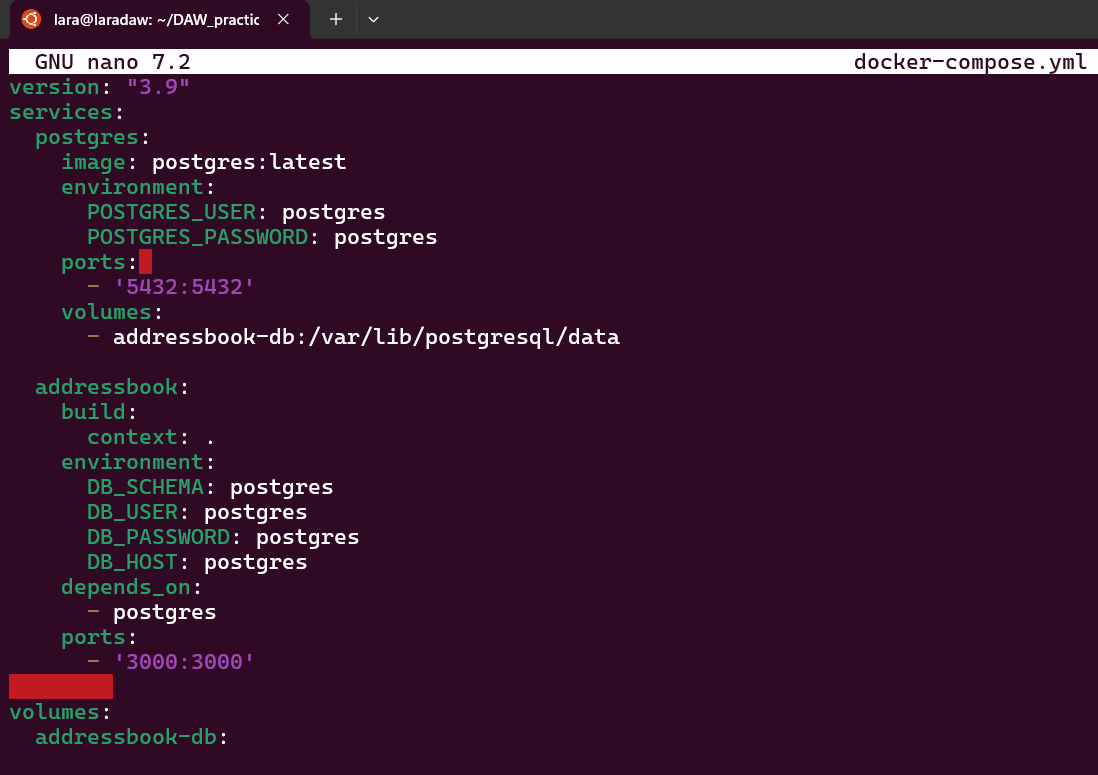 lara@laradaw: ~/DAW_practic
GNU nano 7.2 docker-compose.yml
version: "3.9"
services:
  postgres:
    image: postgres:latest
    environment:
      POSTGRES_USER: postgres
      POSTGRES_PASSWORD: postgres
    ports:
      - '5432:5432'
    volumes:
      - addressbook-db:/var/lib/postgresql/data

  addressbook:
    build:
      context: .
    environment:
      DB_SCHEMA: postgres
      DB_USER: postgres
      DB_PASSWORD: postgres
      DB_HOST: postgres
    depends_on:
      - postgres
    ports:
      - '3000:3000'

volumes:
  addressbook-db: